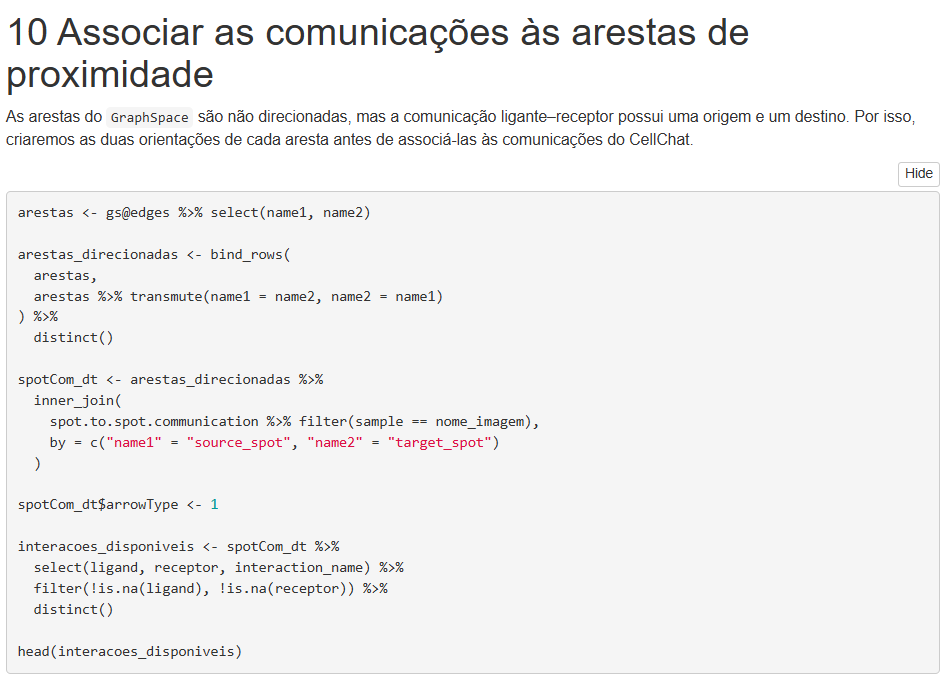 10 Associar as comunicações às arestas de
proximidade
As arestas do GraphSpace são não direcionadas, mas a comunicação ligante–receptor possui uma origem e um destino. Por isso,
criaremos as duas orientações de cada aresta antes de associá-las às comunicações do CellChat.
Hide
arestas <- gs@edges %>% select(name1, name2)
arestas_direcionadas <- bind_rows(
  arestas,
  arestas %>% transmute(name1 = name2, name2 = name1)
) %>%
  distinct()
spotCom_dt <- arestas_direcionadas %>%
  inner_join(
    spot.to.spot.communication %>% filter(sample == nome_imagem),
    by = c("name1" = "source_spot", "name2" = "target_spot")
  )
spotCom_dt$arrowType <- 1
interacoes_disponiveis <- spotCom_dt %>%
  select(ligand, receptor, interaction_name) %>%
  filter(!is.na(ligand), !is.na(receptor)) %>%
  distinct()
head(interacoes_disponiveis)